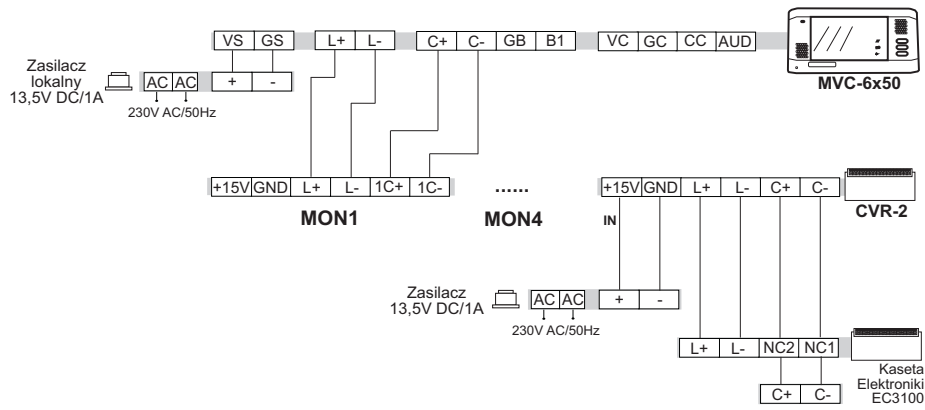 VS GS L+ L- C+ C- GB B1 VC GC CC AUD
MVC-6x50
Zasilacz
lokalny
13,5V DC/1A
AC AC + -
230V AC/50Hz
+15V GND L+ L- 1C+ 1C- ...... +15V GND L+ L- C+ C-
MON1 MON4 CVR-2
IN
Zasilacz
13,5V DC/1A
AC AC + -
230V AC/50Hz
L+ L- NC2 NC1
Kaseta
Elektroniki
EC3100
C+ C-